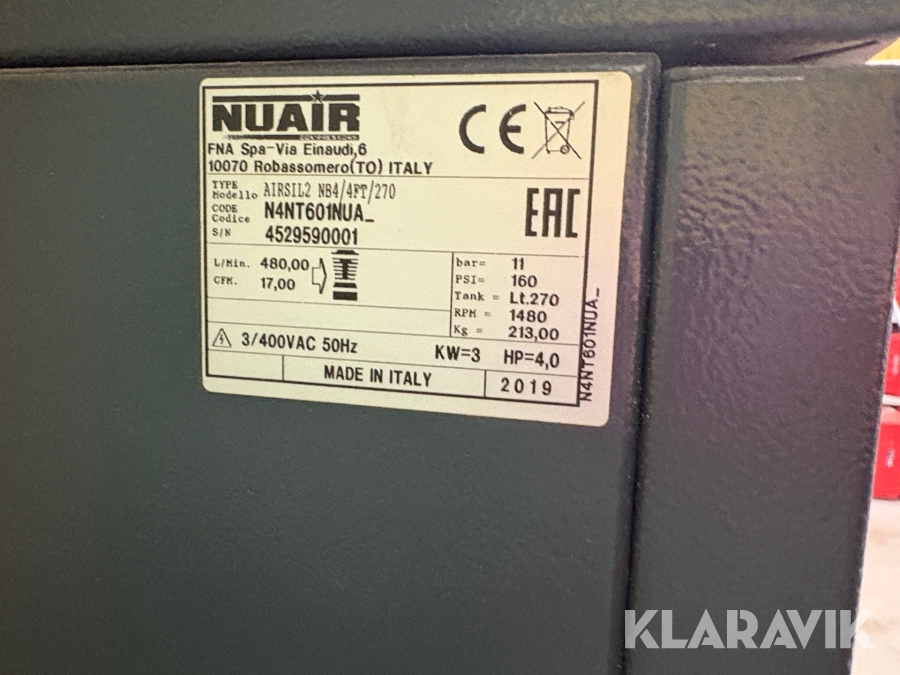 NUAIR
FNA Spa-Via Einaudi,6
10070 Robassomero(TO) ITALY
CE
TYPE
Modello AIRSIL2 NB4/4FT/270
CODE
Codice N4NT601NUA_
S/N 4529590001
EAC
L/Min. 480,00
CFM. 17,00
bar= 11
PSI= 160
Tank = Lt.270
RPM = 1480
Kg = 213,00
3/400VAC 50Hz KW=3 HP=4,0
MADE IN ITALY 2019
N4NT601NUA_
KLARAVIK